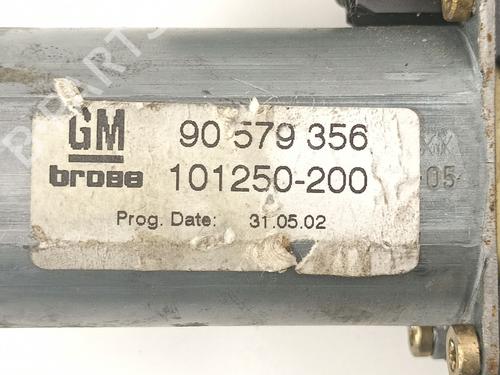 GM 90 579 356
brose 101250-200
Prog. Date: 31.05.02
-05-